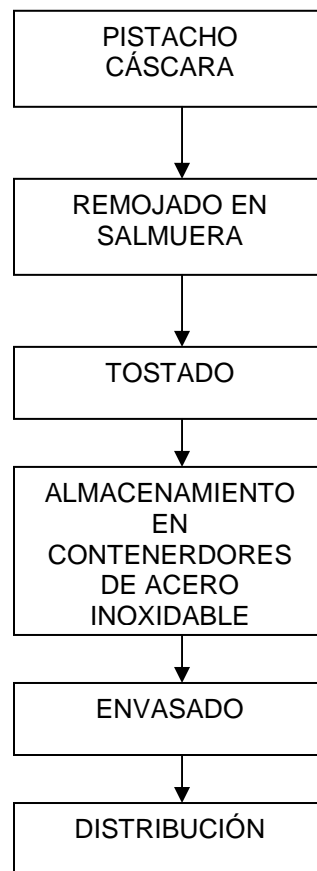 PISTACHO
CÁSCARA
REMOJADO EN
SALMUERA
TOSTADO
ALMACENAMIENTO
EN
CONTENERDORES
DE ACERO
INOXIDABLE
ENVASADO
DISTRIBUCIÓN